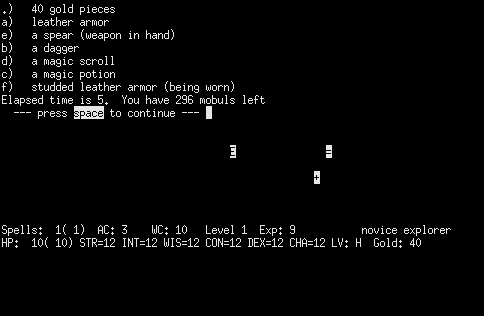 .)   40 gold pieces
a)   leather armor
e)   a spear (weapon in hand)
b)   a dagger
d)   a magic scroll
c)   a magic potion
f)   studded leather armor (being worn)
Elapsed time is 5.  You have 296 mobuls left
  --- press space to continue ---
E = 
+
Spells:  1( 1)  AC: 3    WC: 10   Level 1  Exp: 9           novice explorer
HP:  10( 10) STR=12 INT=12 WIS=12 CON=12 DEX=12 CHA=12 LV: H  Gold: 40